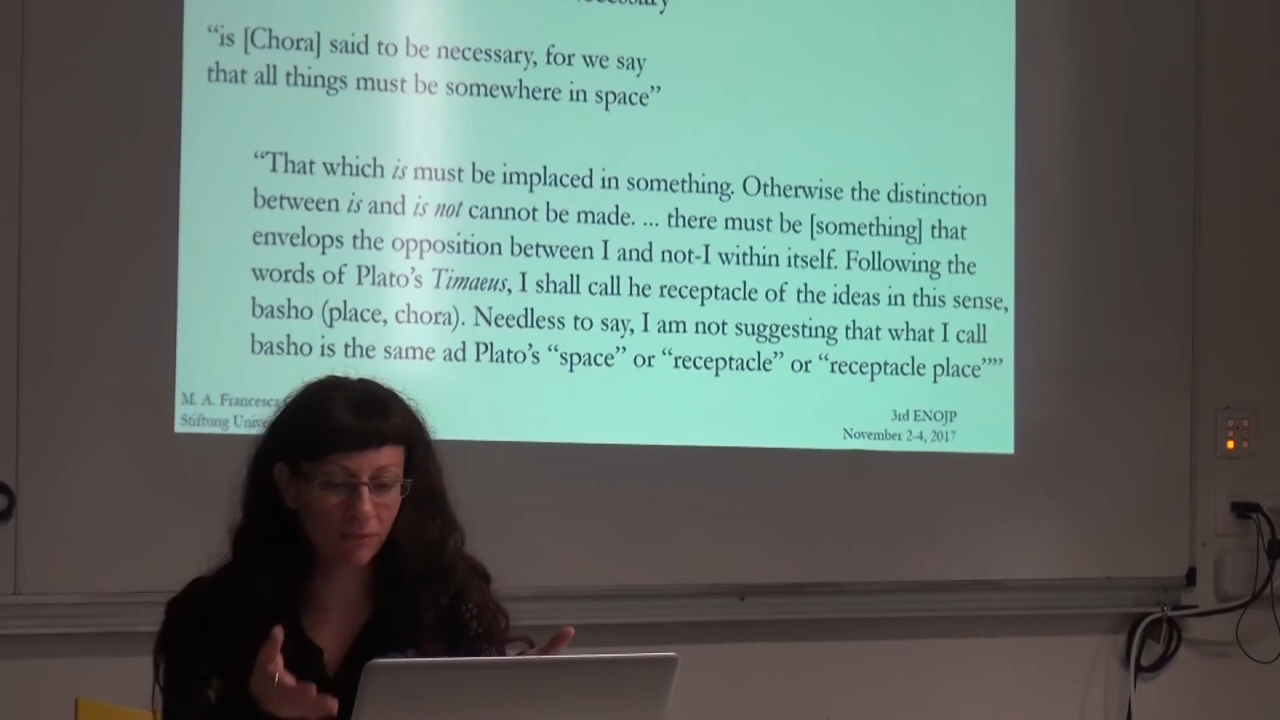 “is [Chora] said to be necessary, for we say
that all things must be somewhere in space”
“That which is must be implaced in something. Otherwise the distinction
between is and is not cannot be made. ... there must be [something] that
envelops the opposition between I and not-I within itself. Following the
words of Plato’s Timaeus, I shall call he receptacle of the ideas in this sense,
basho (place, chora). Needless to say, I am not suggesting that what I call
basho is the same ad Plato’s “space” or “receptacle” or “receptacle place””’
M. A. Francesca
Stiftung
3rd ENOJP
November 2-4, 2017